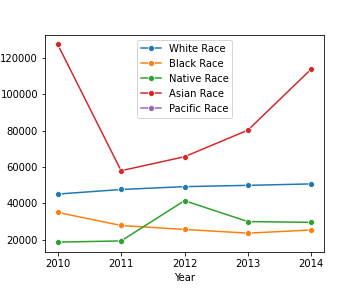 White Race
Black Race
Native Race
Asian Race
Pacific Race
120000
100000
80000
60000
40000
20000
2010 2011 2012 2013 2014
Year